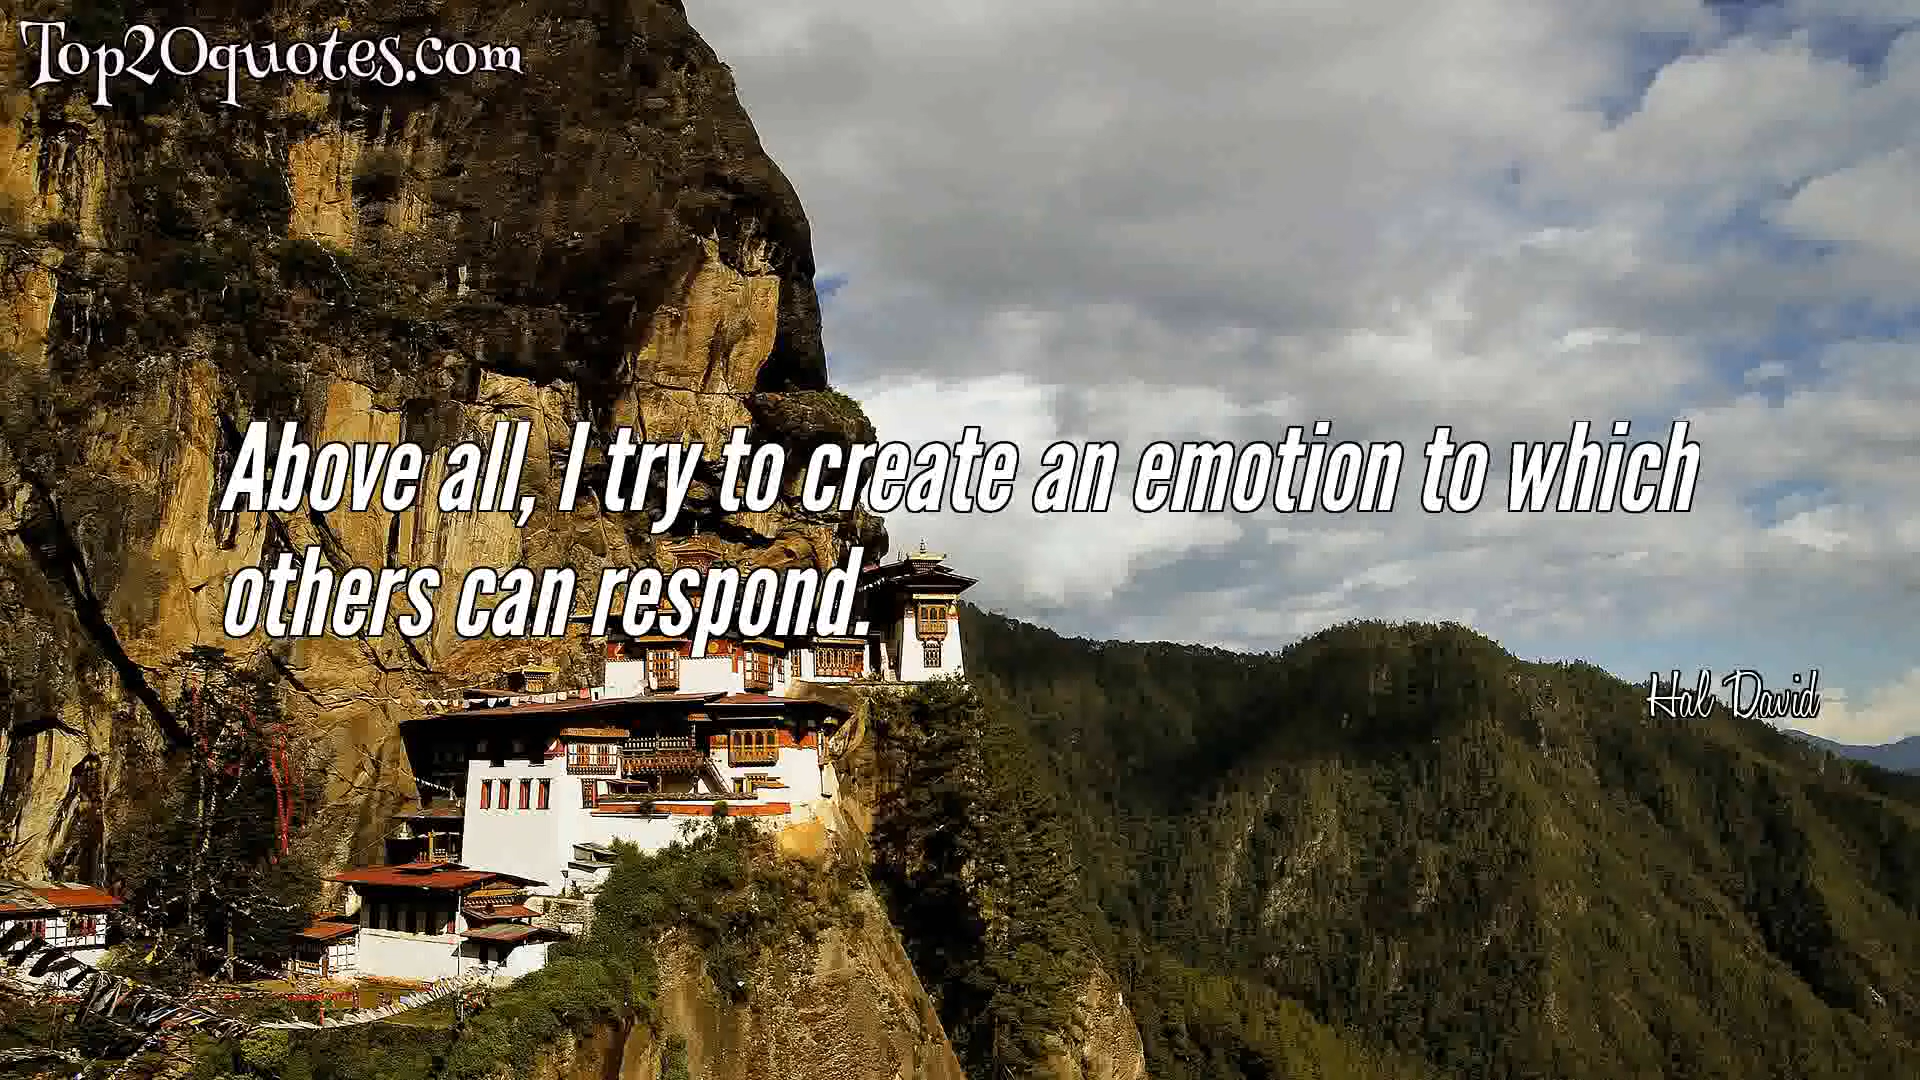 Top20quotes.com
Above all, I try to create an emotion to which
others can respond.
Hal David